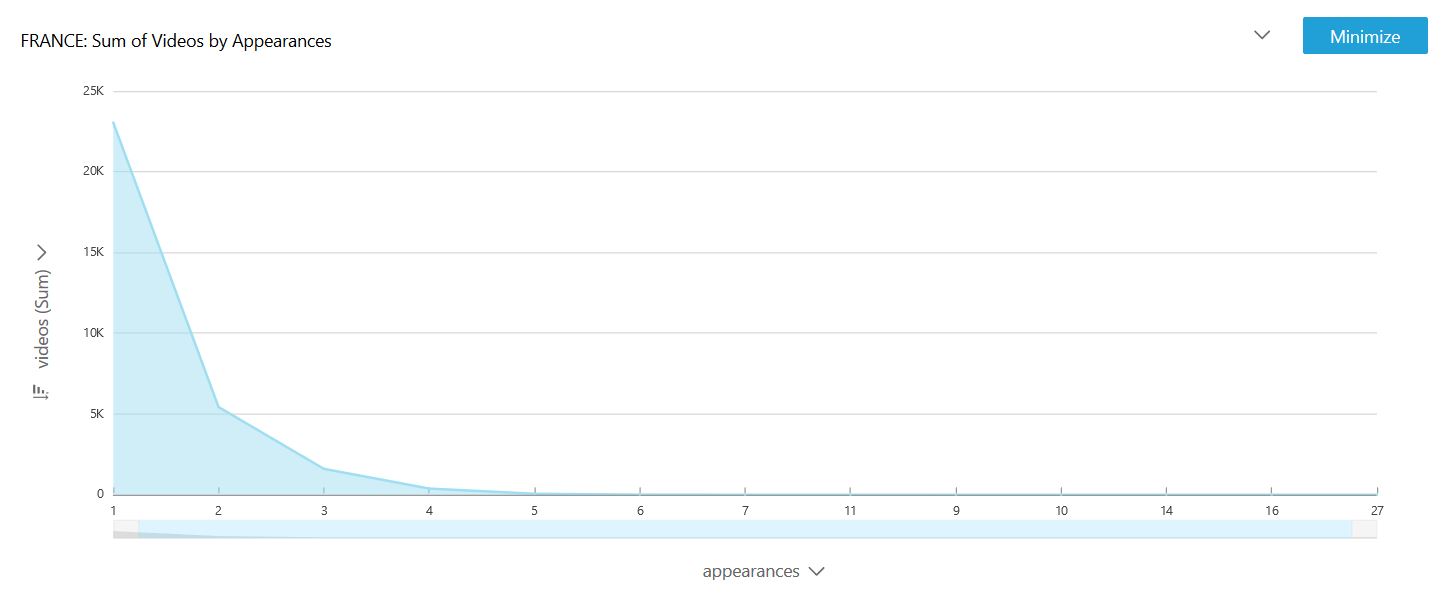 FRANCE: Sum of Videos by Appearances
Minimize
25K
20K
15K
10K
5K
0
videos (Sum)
1 2 3 4 5 6 7 11 9 10 14 16 27
appearances